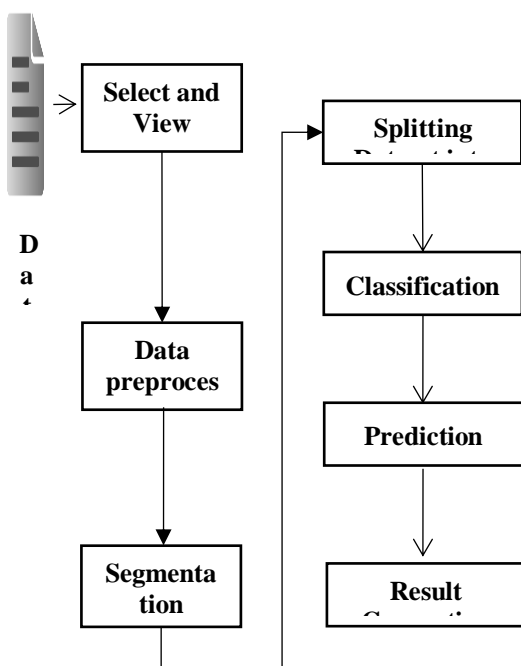 Select and
View
D
a
Data
preproces
Segmenta
tion
Splitting
Classification
Prediction
Result